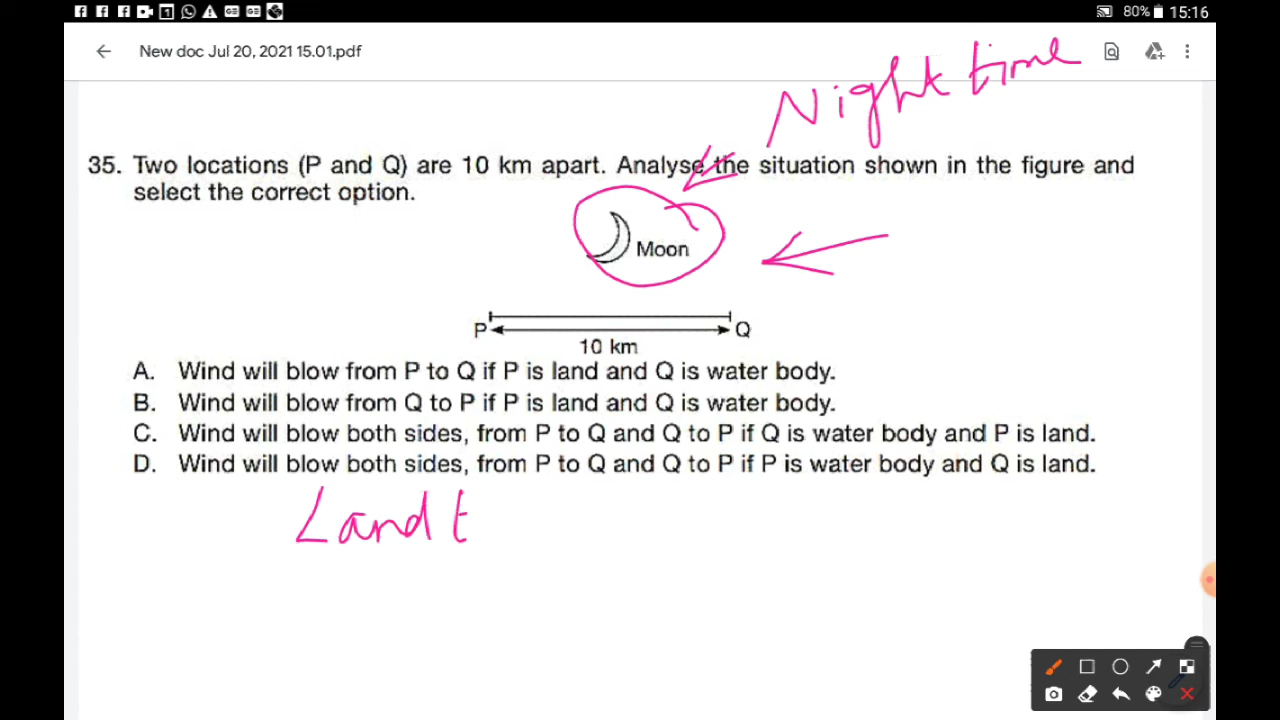 80% 15:16
New doc Jul 20, 2021 15.01.pdf
Night time
35. Two locations (P and Q) are 10 km apart. Analyse the situation shown in the figure and
select the correct option.
Moon
P Q
10 km
A. Wind will blow from P to Q if P is land and Q is water body.
B. Wind will blow from Q to P if P is land and Q is water body.
C. Wind will blow both sides, from P to Q and Q to P if Q is water body and P is land.
D. Wind will blow both sides, from P to Q and Q to P if P is water body and Q is land.
Land t